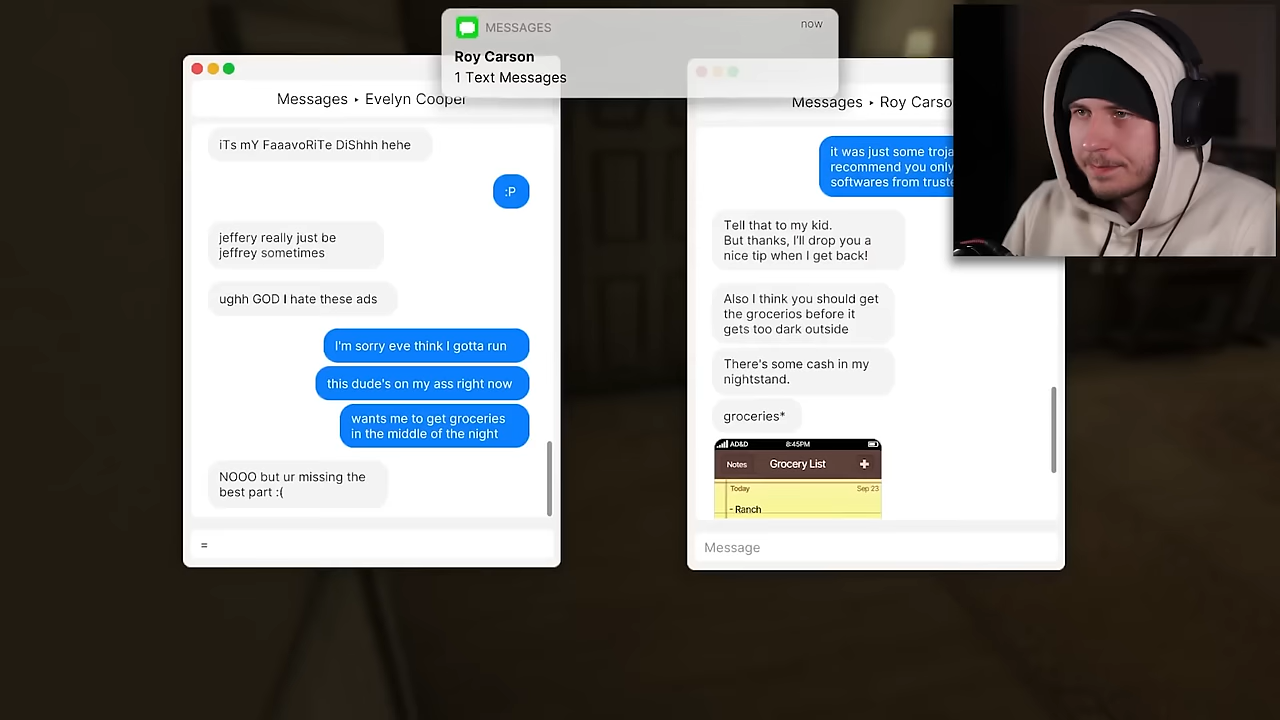 MESSAGES
now
Roy Carson
1 Text Messages
Messages ▸ Evelyn Cooper
iTs mY FaaavoRiTe DiShhh hehe
:P
jeffery really just be
jeffrey sometimes
ughh GOD I hate these ads
I'm sorry eve think I gotta run
this dude's on my ass right now
wants me to get groceries
in the middle of the night
NOOO but ur missing the
best part :(
=
Messages ▸ Roy Carso
it was just some troja
recommend you only
softwares from truste
Tell that to my kid.
But thanks, I'll drop you a
nice tip when I get back!
Also I think you should get
the grocerios before it
gets too dark outside
There's some cash in my
nightstand.
groceries*
AD&D 8:45PM
Notes Grocery List +
Today Sep 23
- Ranch
Message